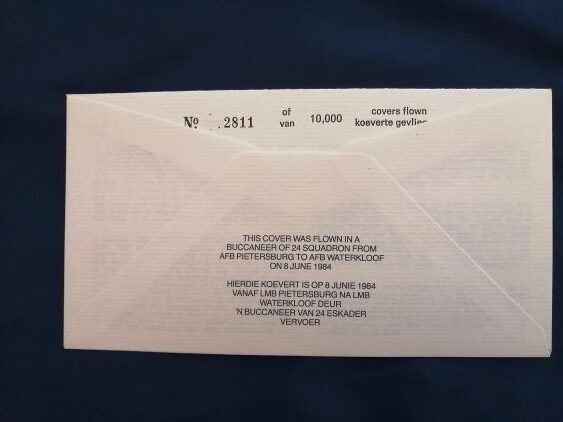 No 2811 of 10,000 covers flown
van koeverte gevlieg
THIS COVER WAS FLOWN IN A
BUCCANEER OF 24 SQUADRON FROM
AFB PIETERSBURG TO AFB WATERKLOOF
ON 8 JUNE 1984
HIERDIE KOEVERT IS OP 8 JUNIE 1984
VANAF LMB PIETERSBURG NA LMB
WATERKLOOF DEUR
'N BUCCANEER VAN 24 ESKADER
VERVOER